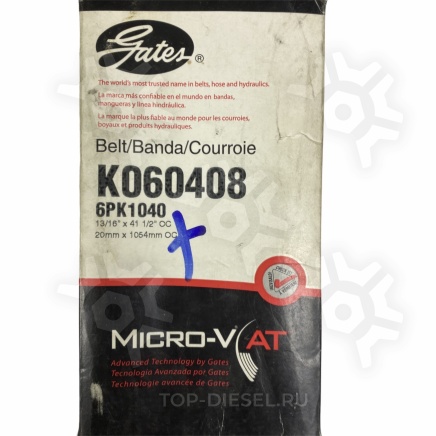 Gates®
The world's most trusted name in belts, hose and hydraulics.
La marca más confiable en el mundo en bandas,
mangueras y línea hindráulica.
La marque la plus fiable au monde pour les courroies,
boyaux et produits hydrauliques.
Belt/Banda/Courroie
K060408
6PK1040
13/16" x 41 1/2" OC
20mm x 1054mm OC
MICRO-V AT
Advanced Technology by Gates
Tecnología Avanzada por Gates
Technologie avancée de Gates
TOP-DIESEL.RU